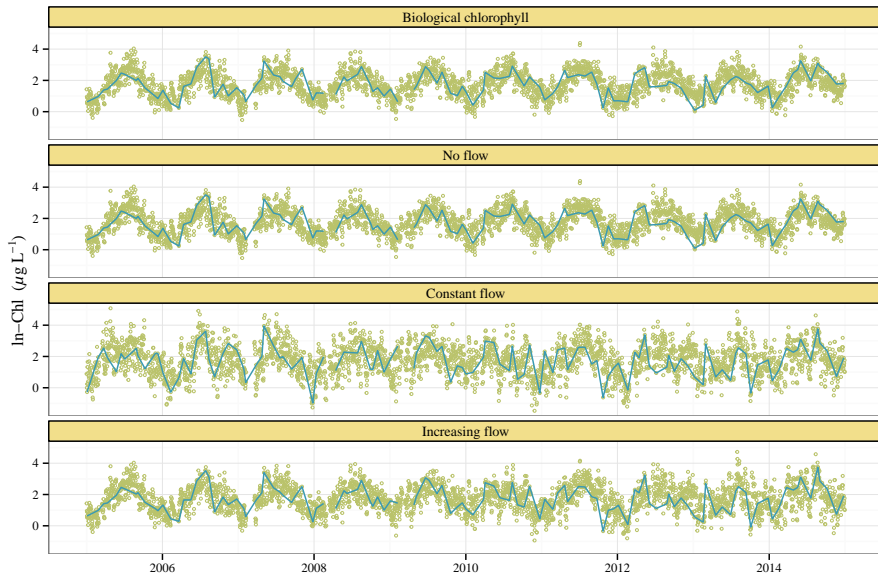 Biological chlorophyll
4
2
0
No flow
4
2
0
Constant flow
4
2
0
Increasing flow
4
2
0
ln−Chl (μg L⁻¹)
2006 2008 2010 2012 2014